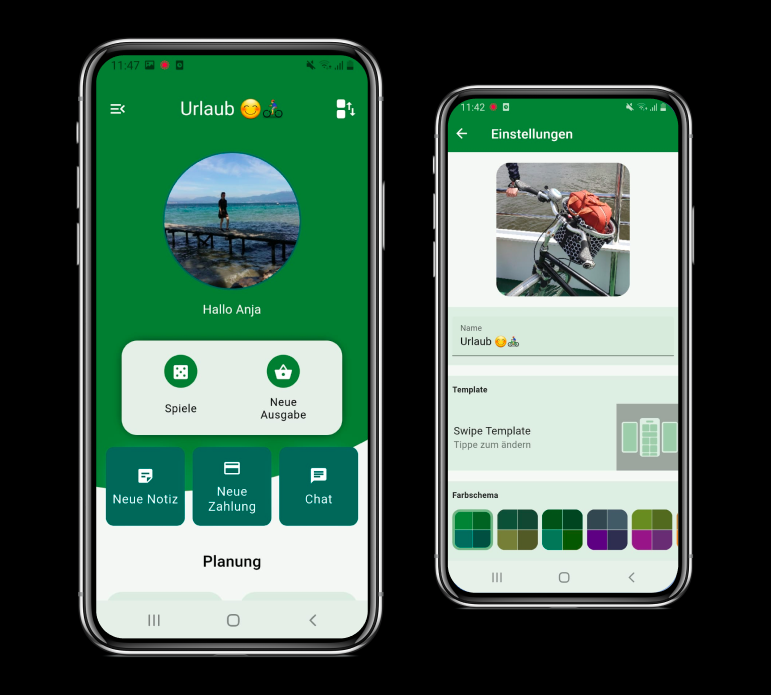 11:47
Urlaub 😊🚴
Hallo Anja
Spiele
Neue
Ausgabe
Neue Notiz
Neue
Zahlung
Chat
Planung
11:42
Einstellungen
Name
Urlaub 😊🚴
Template
Swipe Template
Tippe zum ändern
Farbschema